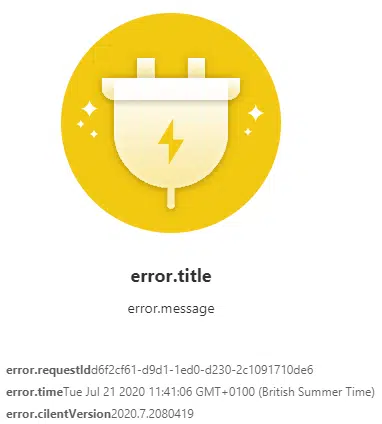 error.title
error.message
error.requestIdd6f2cf61-d9d1-1ed0-d230-2c1091710de6
error.timeTue Jul 21 2020 11:41:06 GMT+0100 (British Summer Time)
error.cilentVersion2020.7.2080419